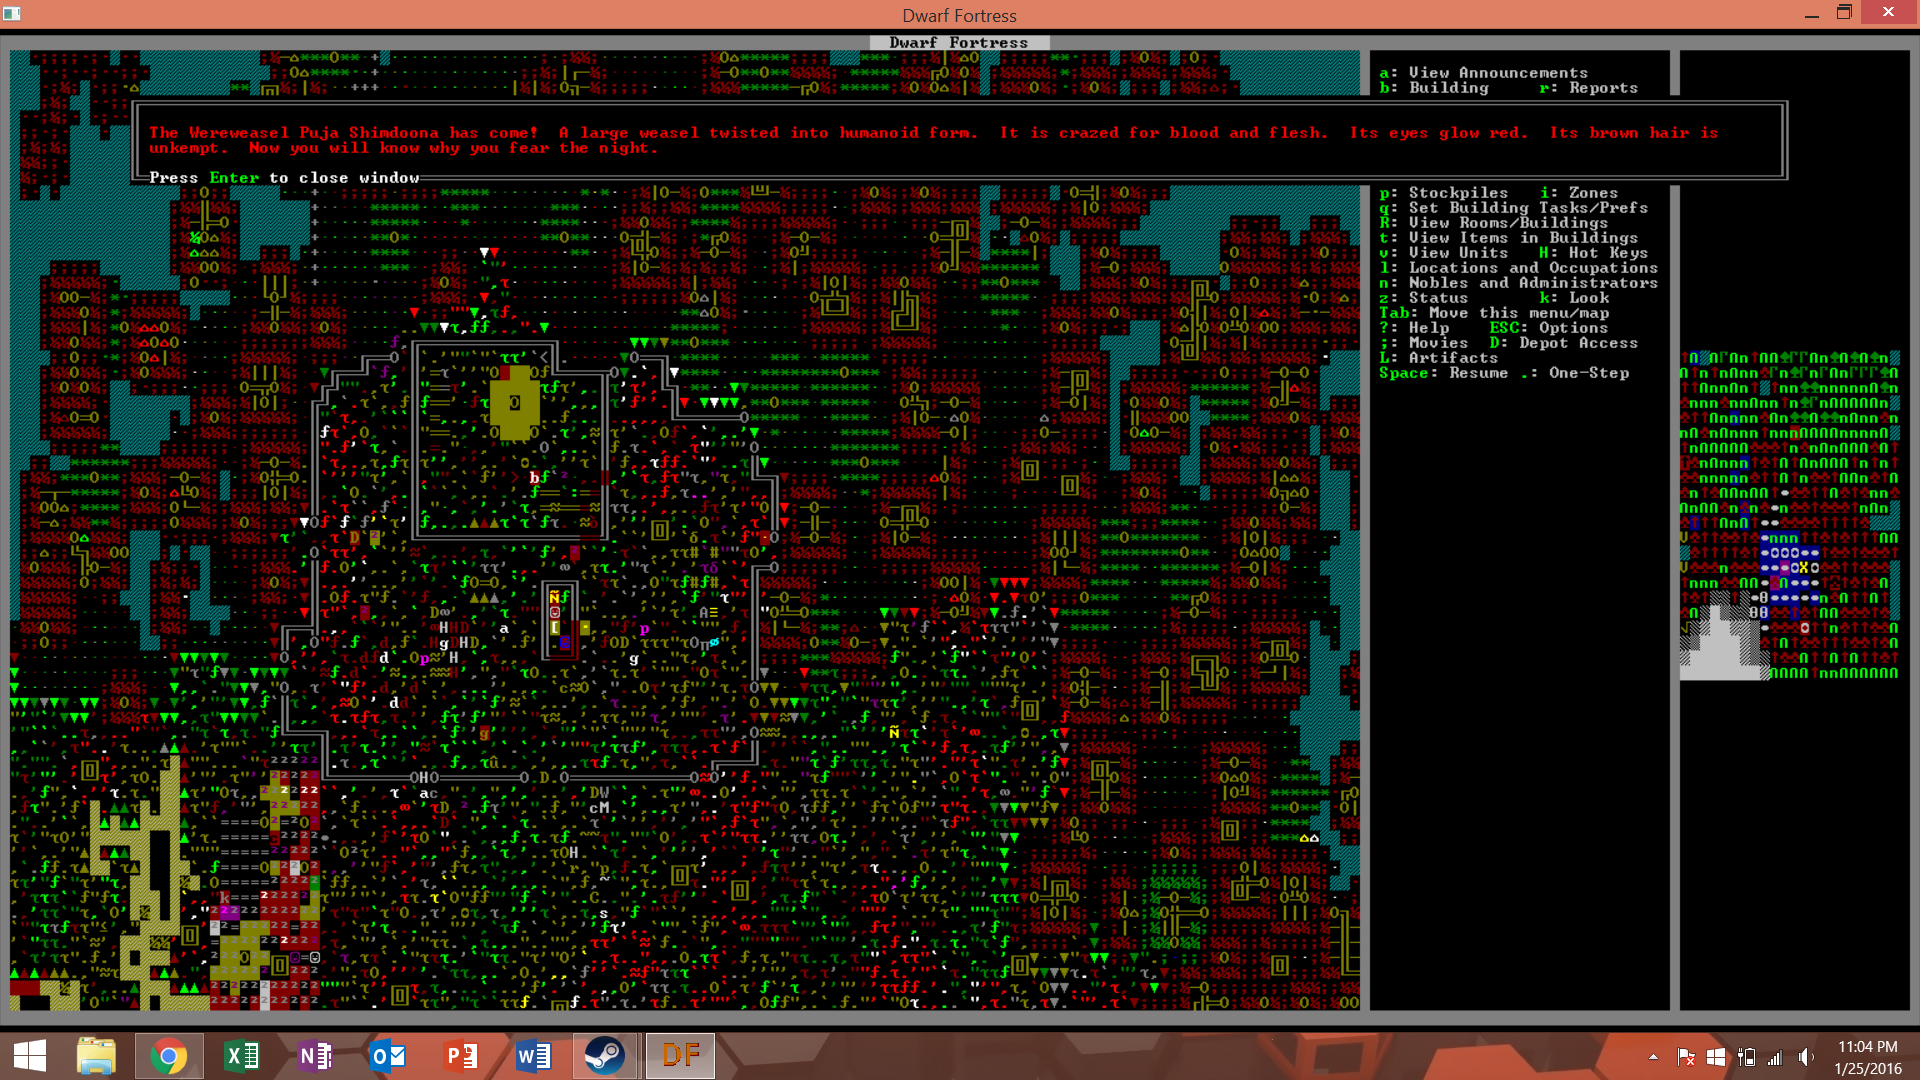 Dwarf Fortress
Dwarf Fortress
a: View Announcements
b: Building r: Reports
The Wereweasel Puja Shimdoona has come! A large weasel twisted into humanoid form. It is crazed for blood and flesh. Its eyes glow red. Its brown hair is
unkempt. Now you will know why you fear the night.
Press Enter to close window
p: Stockpiles i: Zones
q: Set Building Tasks/Prefs
R: View Rooms/Buildings
t: View Items in Buildings
v: View Units H: Hot Keys
l: Locations and Occupations
n: Nobles and Administrators
z: Status k: Look
Tab: Move this menu/map
?: Help ESC: Options
;: Movies D: Depot Access
L: Artifacts
Space: Resume .: One-Step
DF
11:04 PM
1/25/2016